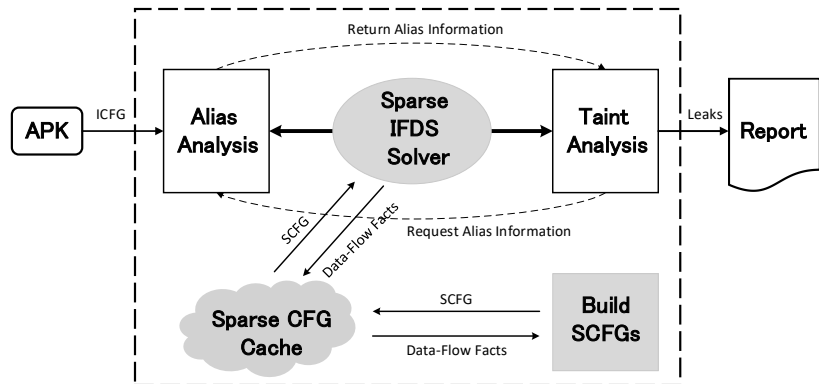 Return Alias Information
ICFG
APK
Alias
Analysis
Sparse
IFDS
Solver
Taint
Analysis
Leaks
Report
SCFG
Data-Flow Facts
Request Alias Information
Sparse CFG
Cache
SCFG
Data-Flow Facts
Build
SCFGs